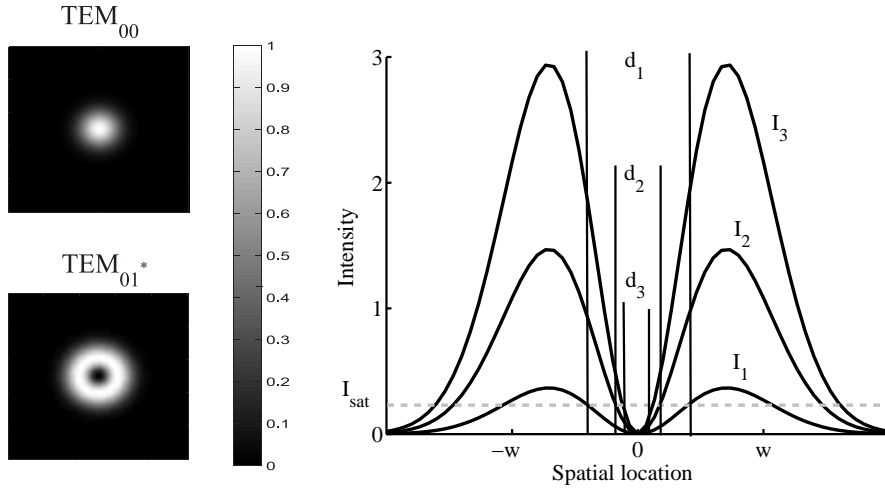 TEM00
1
0.9
0.8
0.7
0.6
0.5
0.4
0.3
0.2
0.1
0
TEM01*
3
2
1
0
Intensity
Isat
d1
d2
d3
I3
I2
I1
−w
0
w
Spatial location